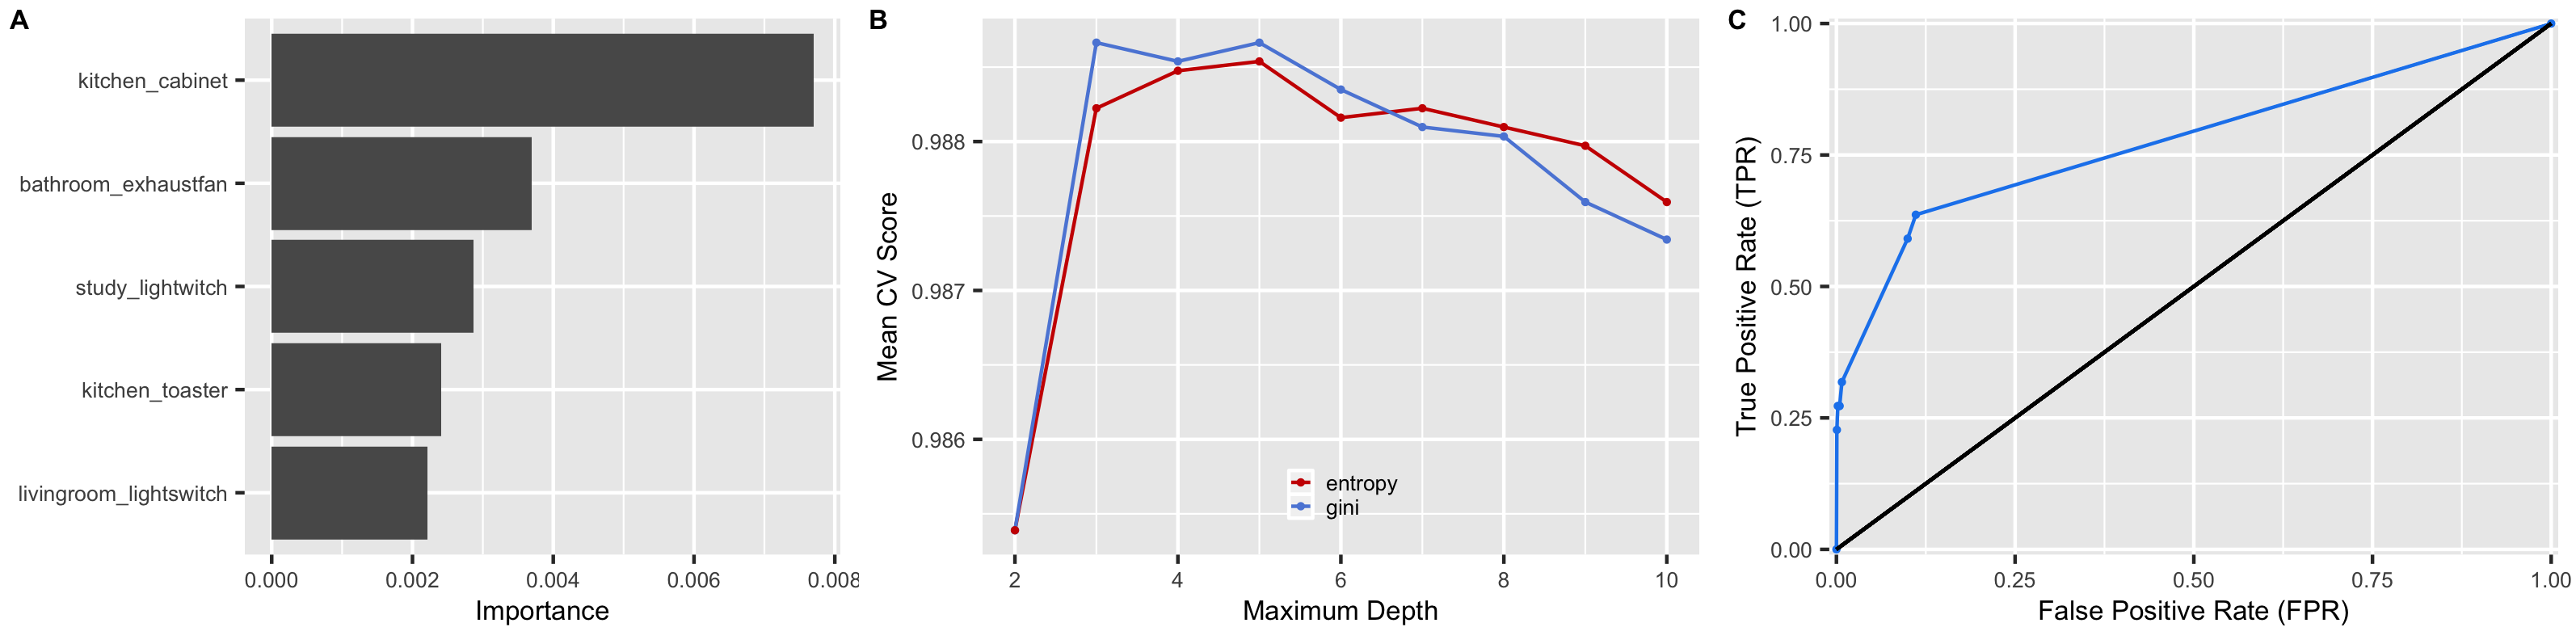 A
kitchen_cabinet
bathroom_exhaustfan
study_lightwitch
kitchen_toaster
livingroom_lightswitch
0.000 0.002 0.004 0.006 0.008
Importance
B
Mean CV Score
0.988
0.987
0.986
entropy
gini
2 4 6 8 10
Maximum Depth
C
True Positive Rate (TPR)
1.00
0.75
0.50
0.25
0.00
0.00 0.25 0.50 0.75 1.00
False Positive Rate (FPR)